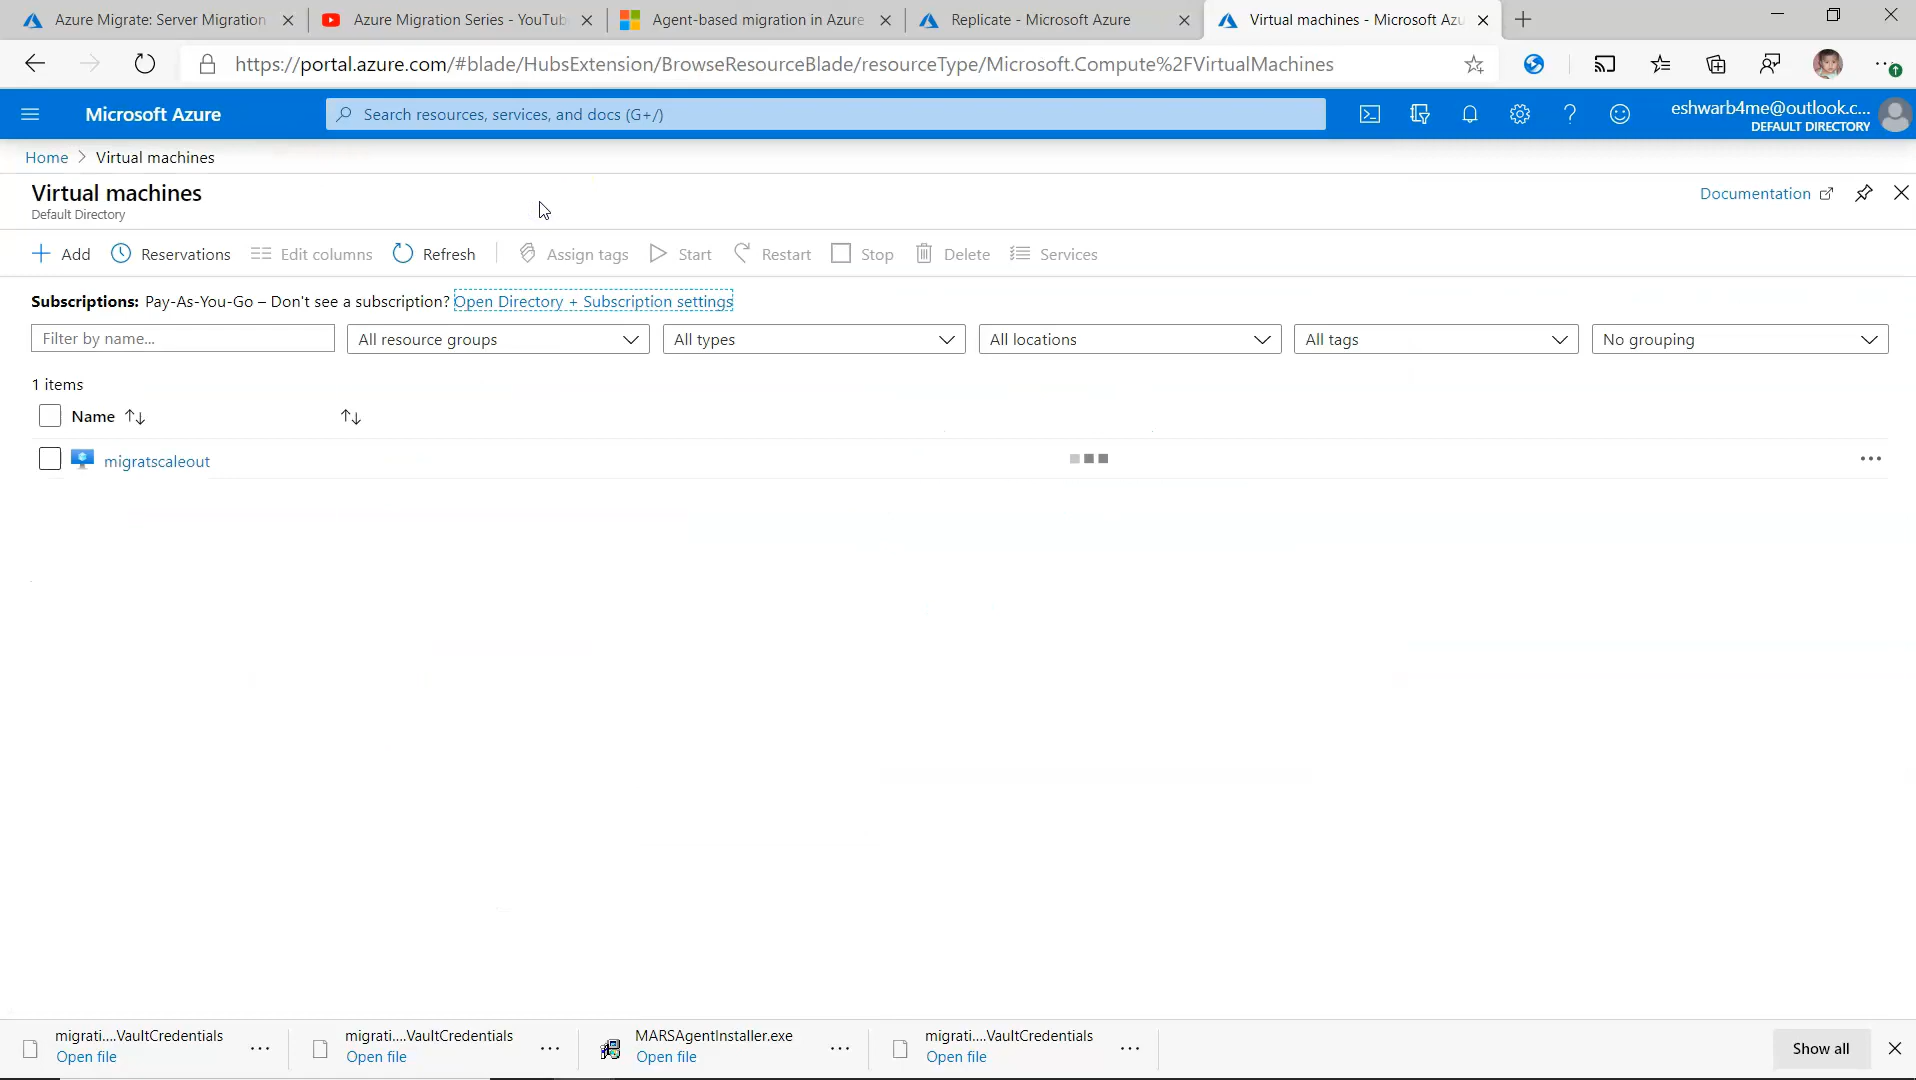 Azure Migrate: Server Migration
Azure Migration Series - YouTub
Agent-based migration in Azure
Replicate - Microsoft Azure
Virtual machines - Microsoft Azu
https://portal.azure.com/#blade/HubsExtension/BrowseResourceBlade/resourceType/Microsoft.Compute%2FVirtualMachines
Microsoft Azure
Search resources, services, and docs (G+/)
eshwarb4me@outlook.c...
DEFAULT DIRECTORY
Home > Virtual machines
Virtual machines
Default Directory
Documentation
Add
Reservations
Edit columns
Refresh
Assign tags
Start
Restart
Stop
Delete
Services
Subscriptions: Pay-As-You-Go – Don't see a subscription? Open Directory + Subscription settings
Filter by name...
All resource groups
All types
All locations
All tags
No grouping
1 items
Name
migratscaleout
migrati....VaultCredentials
Open file
migrati....VaultCredentials
Open file
MARSAgentInstaller.exe
Open file
migrati....VaultCredentials
Open file
Show all